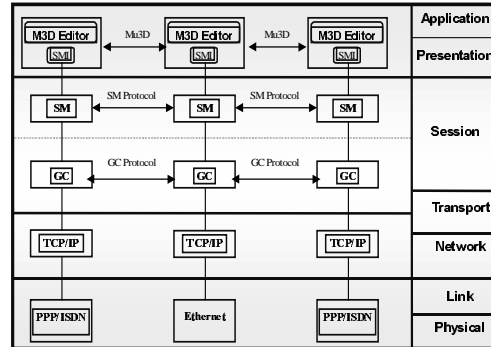 M3D Editor Mu3D M3D Editor Mu3D M3D Editor Application
SMI SMI SMI Presentation
SM SM Protocol SM SM Protocol SM Session
GC GC Protocol GC GC Protocol GC
Transport
TCP/IP TCP/IP TCP/IP Network
Link
PPP/ISDN Ethernet PPP/ISDN Physical